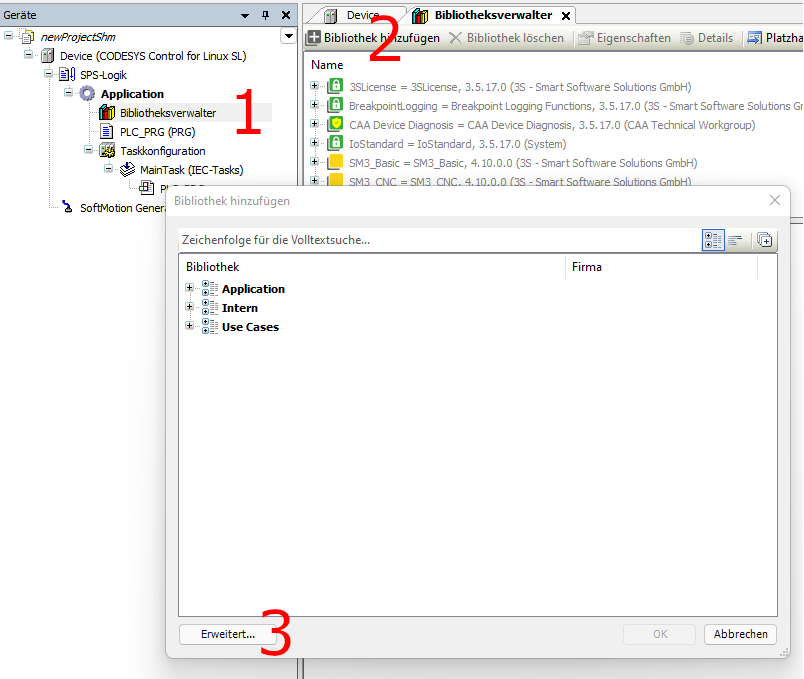 Geräte
newProjectShm
Device (CODESYS Control for Linux SL)
SPS-Logik
Application
Bibliotheksverwalter
PLC_PRG (PRG)
Taskkonfiguration
MainTask (IEC-Tasks)
SoftMotion
1
Device
Bibliotheksverwalter
Bibliothek hinzufügen
Bibliothek löschen
Eigenschaften
Details
2
Name
3SLicense = 3SLicense, 3.5.17.0 (3S - Smart Software Solutions GmbH)
BreakpointLogging = Breakpoint Logging Functions, 3.5.17.0 (3S - Smart Software Solutions
CAA Device Diagnosis = CAA Device Diagnosis, 3.5.17.0 (CAA Technical Workgroup)
IoStandard = IoStandard, 3.5.17.0 (System)
SM3_Basic = SM3_Basic, 4.10.0.0 (3S - Smart Software Solutions GmbH)
SM3_CNC = SM3_CNC, 4.10.0.0 (3S - Smart Software Solutions GmbH)
Bibliothek hinzufügen
Zeichenfolge für die Volltextsuche...
Bibliothek Firma
Application
Intern
Use Cases
Erweitert...
3
OK
Abbrechen